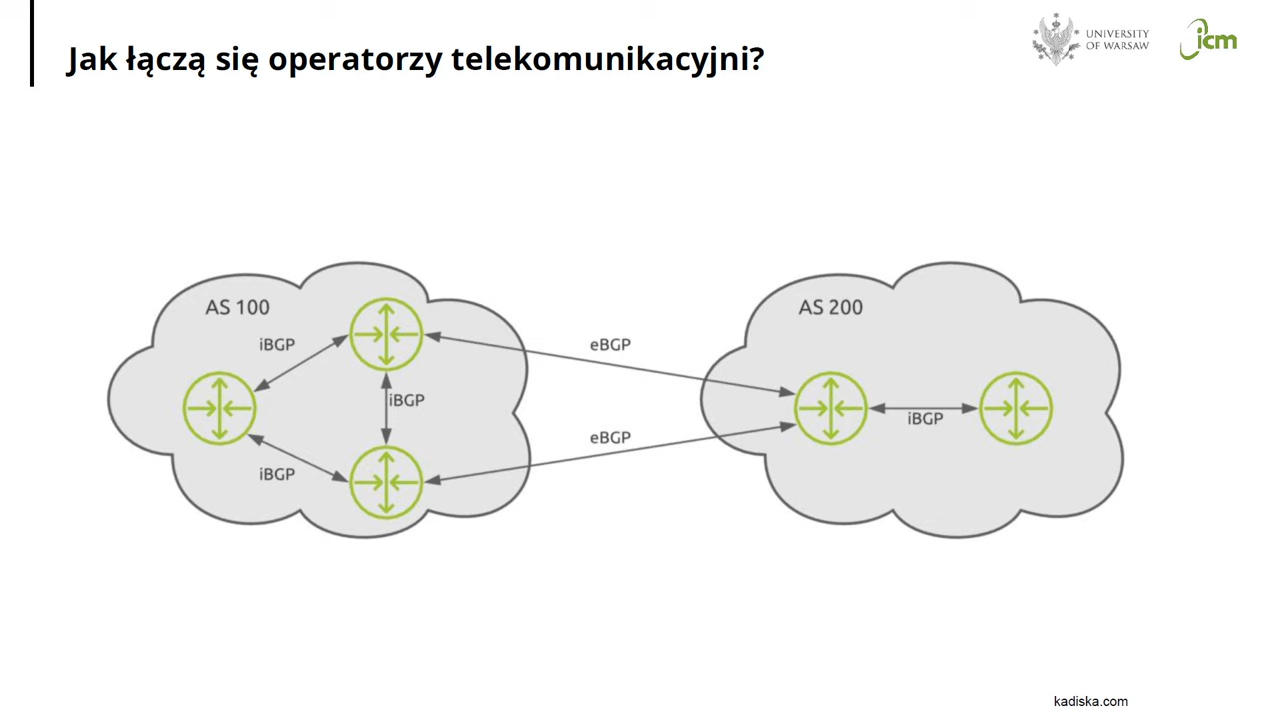 Jak łączą się operatorzy telekomunikacyjni?
UNIVERSITY
OF WARSAW
icm
AS 100
AS 200
iBGP
eBGP
iBGP
iBGP
eBGP
iBGP
kadiska.com